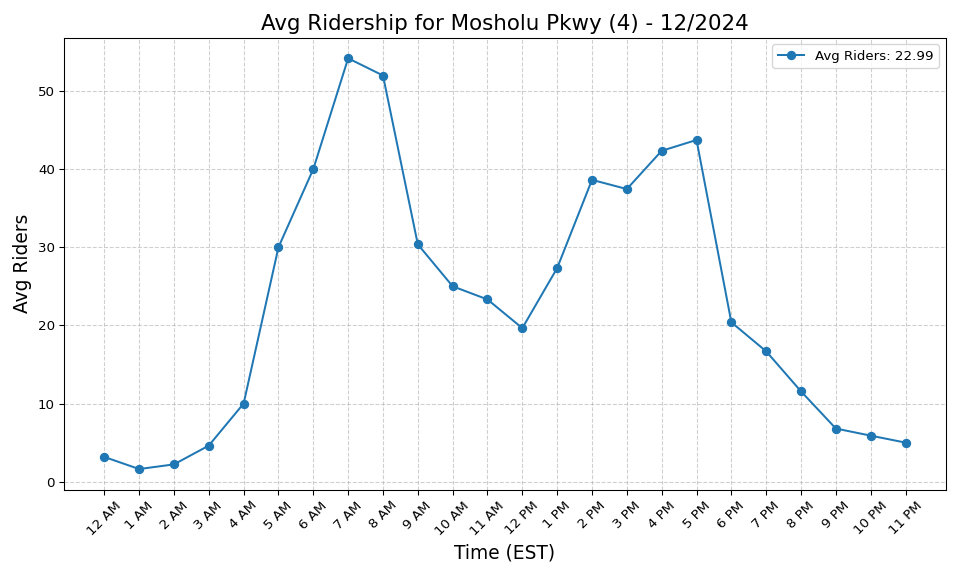 Avg Ridership for Mosholu Pkwy (4) - 12/2024
Avg Riders: 22.99
Avg Riders
50
40
30
20
10
0
12 AM
1 AM
2 AM
3 AM
4 AM
5 AM
6 AM
7 AM
8 AM
9 AM
10 AM
11 AM
12 PM
1 PM
2 PM
3 PM
4 PM
5 PM
6 PM
7 PM
8 PM
9 PM
10 PM
11 PM
Time (EST)